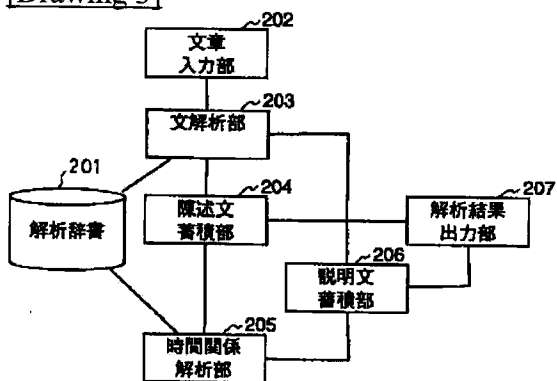 [Drawing 3]
202
文章
入力部
203
文解析部
201
解析辞書
204
陳述文
蓄積部
207
解析結果
出力部
206
説明文
蓄積部
205
時間関係
解析部